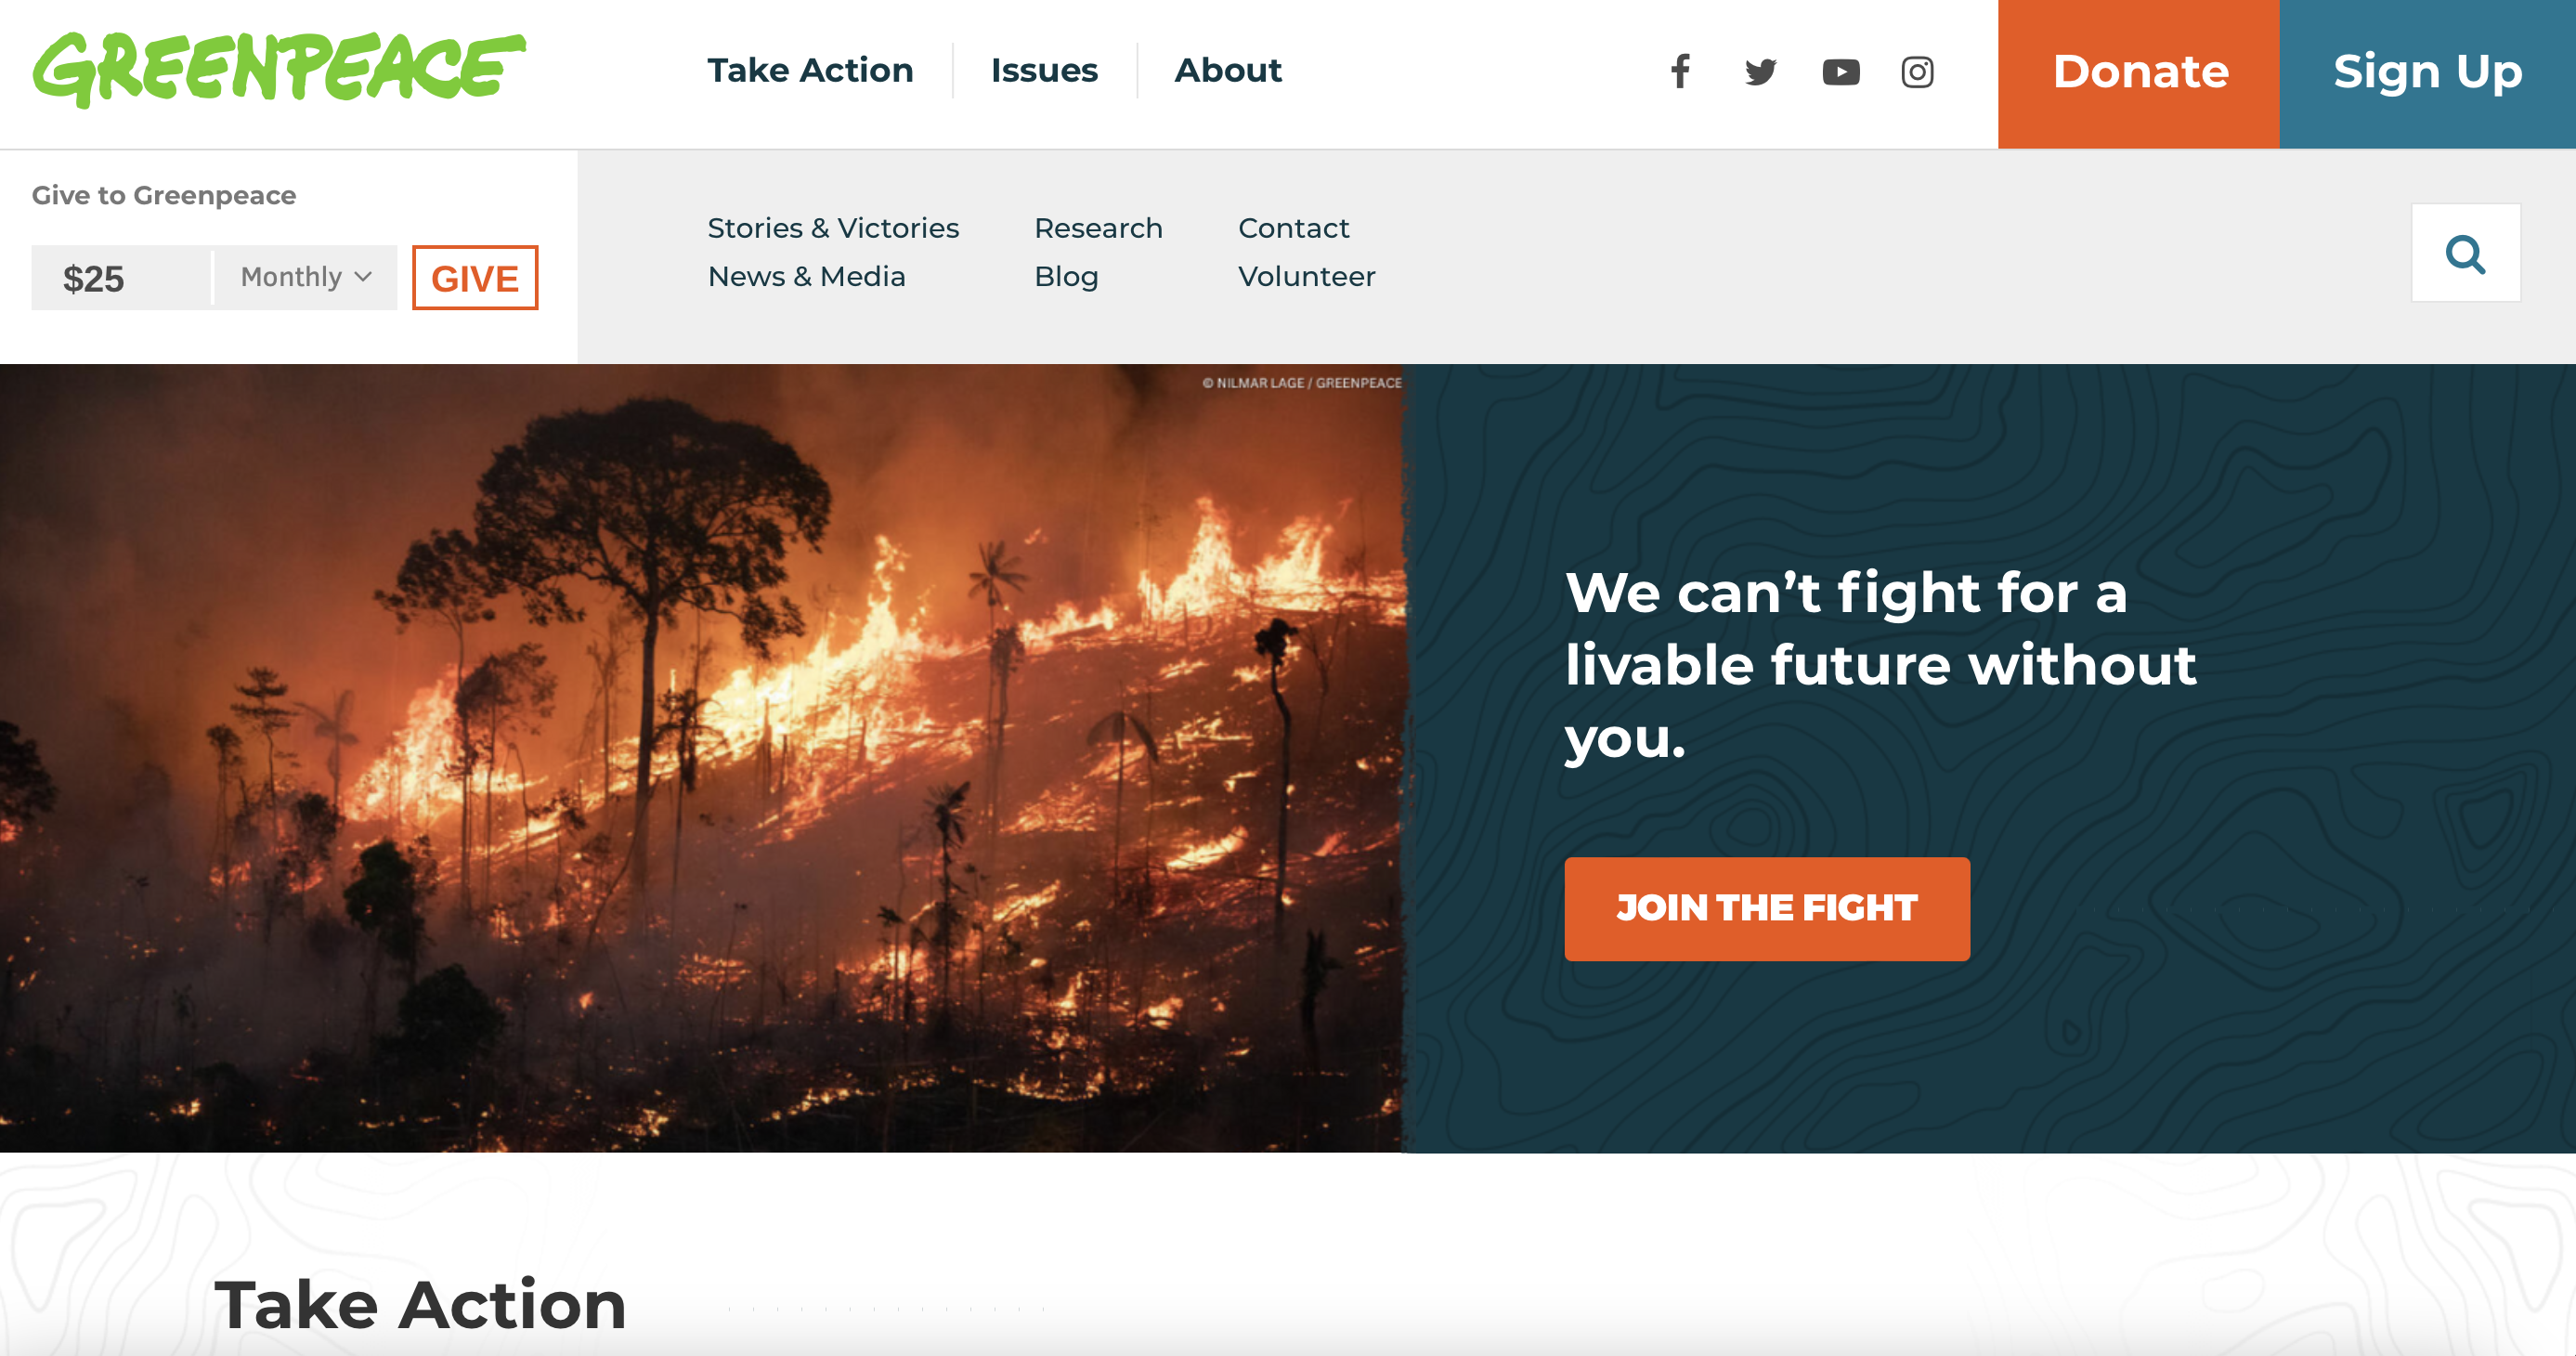 GREENPEACE
Take Action
Issues
About
Donate
Sign Up
Give to Greenpeace
$25
Monthly
GIVE
Stories & Victories
Research
Contact
News & Media
Blog
Volunteer
© NILMAR LAGE / GREENPEACE
We can’t fight for a
livable future without
you.
JOIN THE FIGHT
Take Action